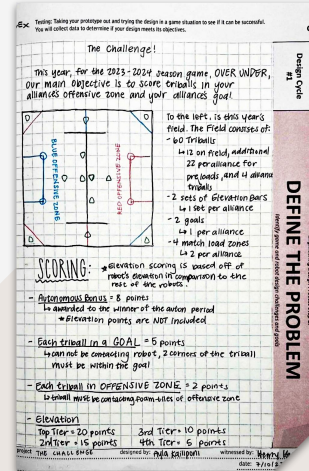 Ex
Testing: Taking your prototype out and trying the design in a game situation to see if it can be successful.
You will collect data to determine if your design meets its objectives.
The Challenge!
This year, for the 2023-2024 season game, OVER UNDER,
our main objective is to score triballs in your
alliance's offensive zone and your alliance's goal.
BLUE OFFENSIVE ZONE
RED OFFENSIVE ZONE
To the left, is this year's
field. The Field consists of:
- 60 Triballs
↳ 12 on field, additional
22 per alliance for
preloads, and 4 alliance
triballs
- 2 sets of Elevation Bars
↳ 1 set per alliance
- 2 goals
↳ 1 per alliance
- 4 match load zones
↳ 2 per alliance
SCORING:
*Elevation scoring is based off of
robots elevation in comparison to the
rest of the robots.
- Autonomous Bonus = 8 points
↳ awarded to the winner of the auton period
*Elevation points are NOT included
- Each triball in a GOAL = 5 points
↳ can not be contacting robot, 2 corners of the triball
must be within the goal
- Each triball in OFFENSIVE ZONE = 2 points
↳ triball must be contacting foam tiles of offensive zone
- Elevation
Top Tier = 20 points 3rd Tier = 10 points
2nd Tier = 15 points 4th Tier = 5 points
project THE CHALLENGE designed by: witnessed by: Henry
date: 7/10/2
Design Cycle
#1
DEFINE THE PROBLEM
Identify game and robot design challenges and goals